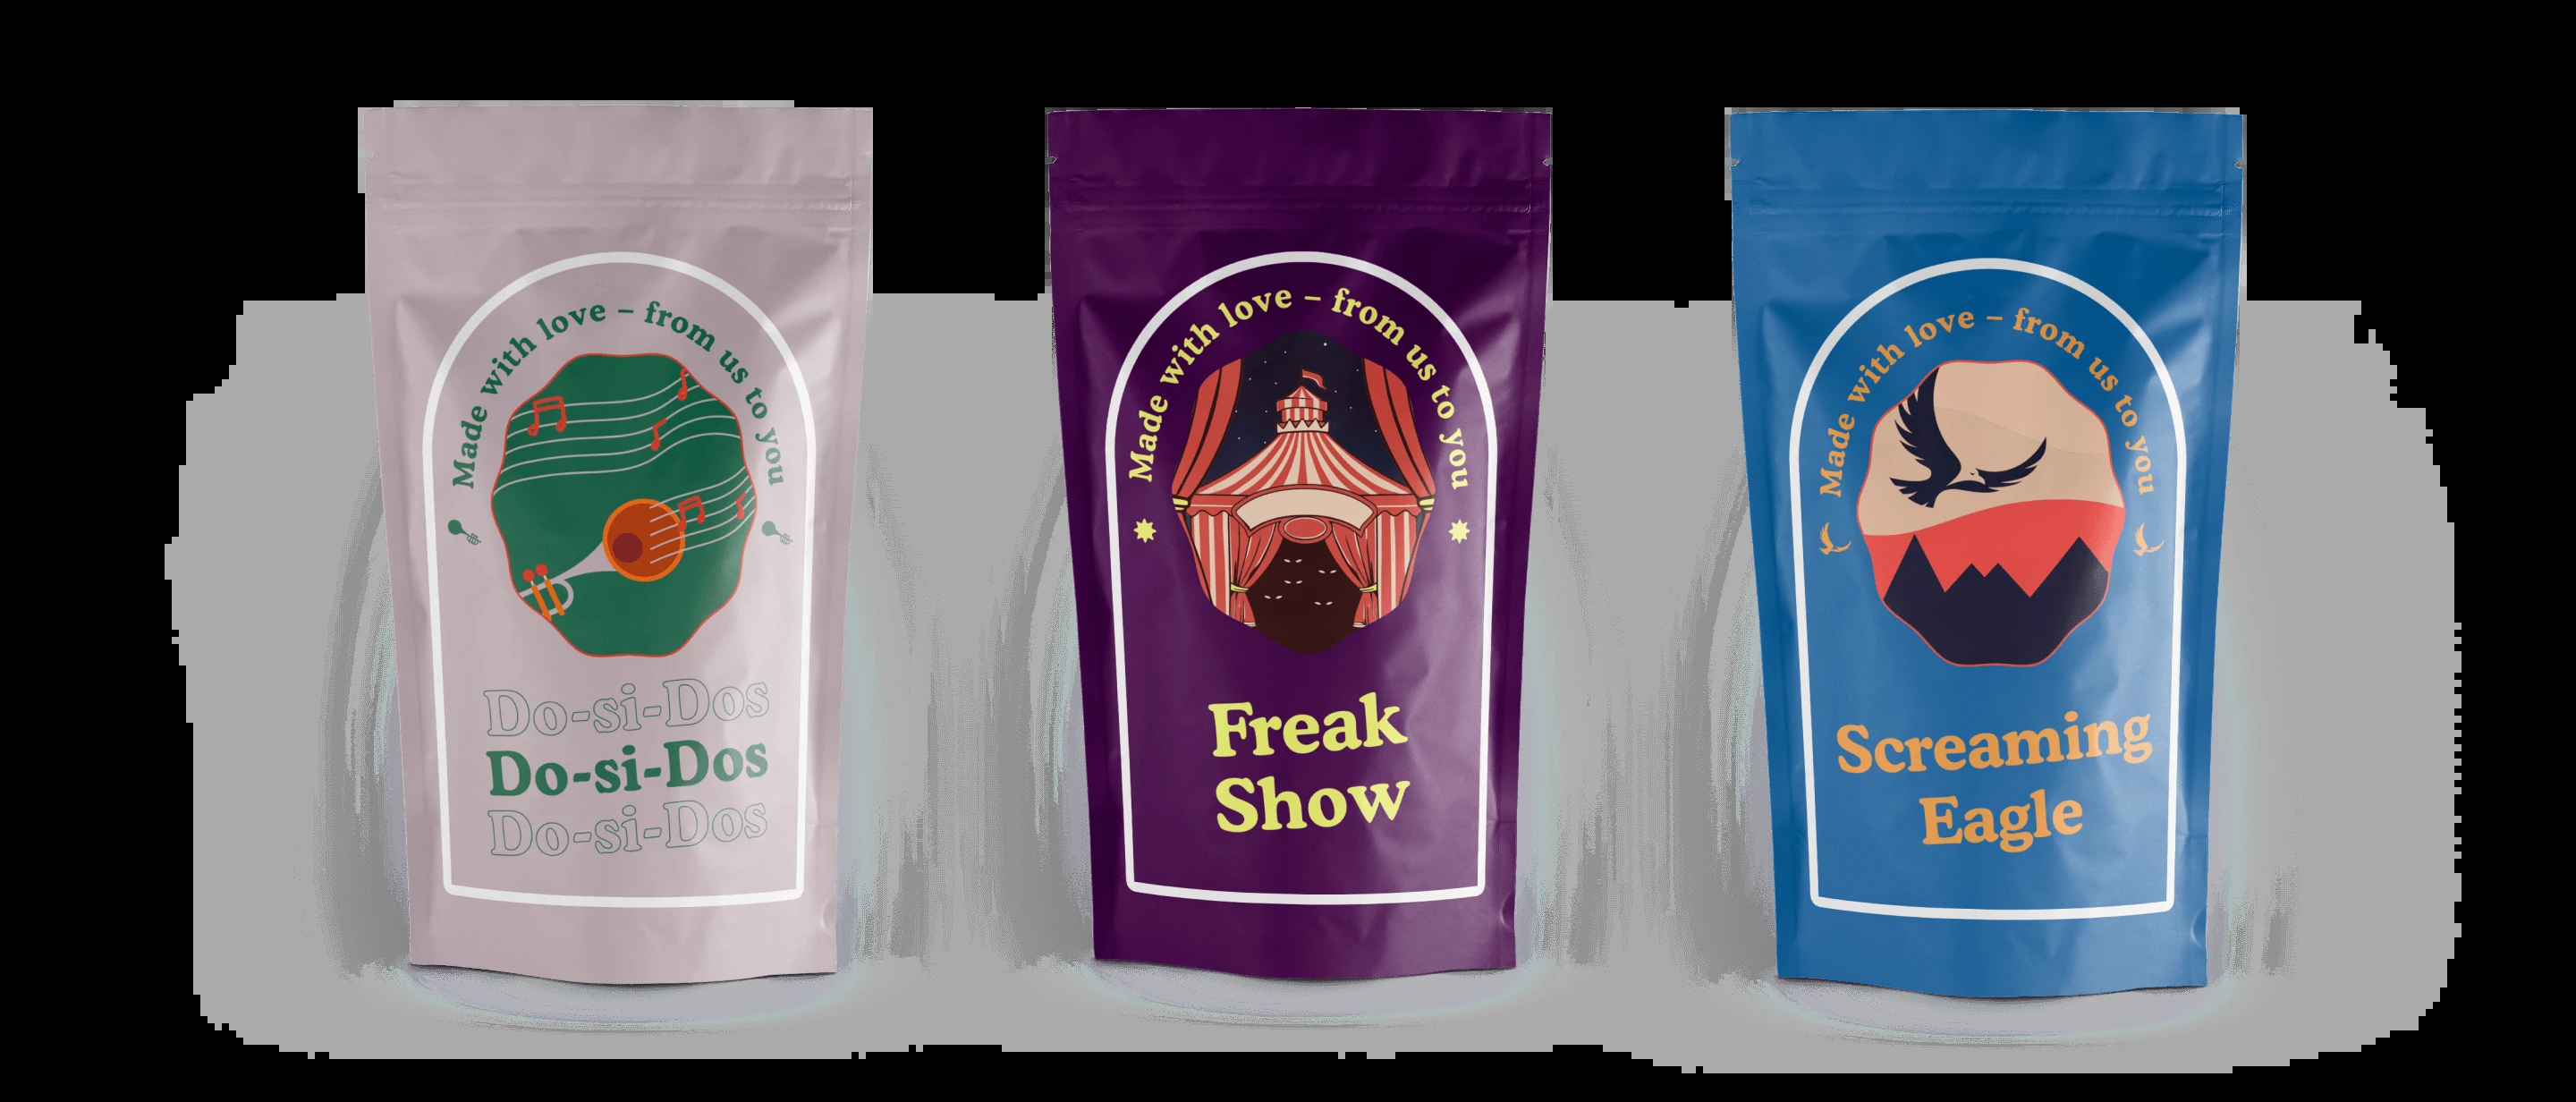 Made with love – from us to you
Do-si-Dos
Do-si-Dos
Do-si-Dos
Made with love – from us to you
Freak
Show
Made with love – from us to you
Screaming
Eagle